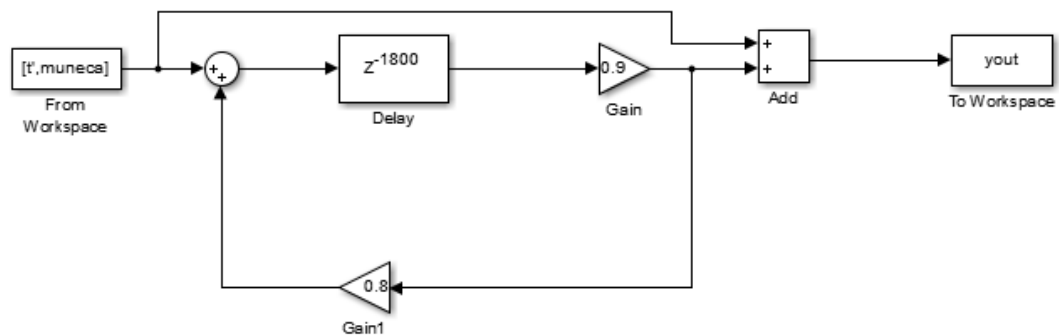 [t',muneca]
From
Workspace
+
+
Z-1800
Delay
0.9
Gain
+
+
Add
yout
To Workspace
0.8
Gain1